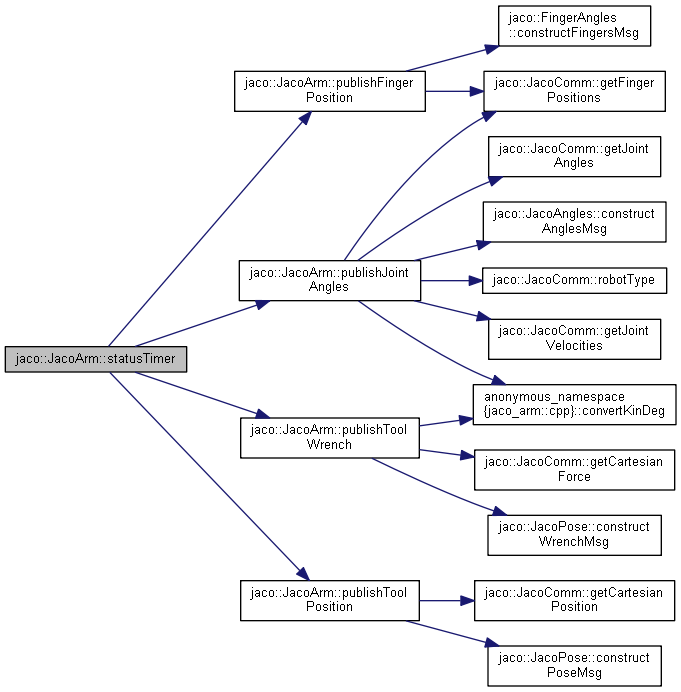 jaco::JacoArm::statusTimer
jaco::JacoArm::publishFinger
Position
jaco::JacoArm::publishJoint
Angles
jaco::JacoArm::publishTool
Wrench
jaco::JacoArm::publishTool
Position
jaco::FingerAngles
::constructFingersMsg
jaco::JacoComm::getFinger
Positions
jaco::JacoComm::getJoint
Angles
jaco::JacoAngles::construct
AnglesMsg
jaco::JacoComm::robotType
jaco::JacoComm::getJoint
Velocities
anonymous_namespace
{jaco_arm::cpp}::convertKinDeg
jaco::JacoComm::getCartesian
Force
jaco::JacoPose::construct
WrenchMsg
jaco::JacoComm::getCartesian
Position
jaco::JacoPose::construct
PoseMsg